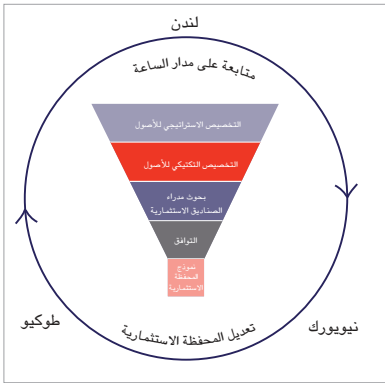 لندن
متابعة على مدار الساعة
التخصيص الاستراتيجي للأصول
التخصيص التكتيكي للأصول
بحوث مدراء
الصناديق الاستثمارية
التوافق
نموذج
المحفظة
الاستثمارية
طوكيو
نيويورك
تعديل المحفظة الاستثمارية